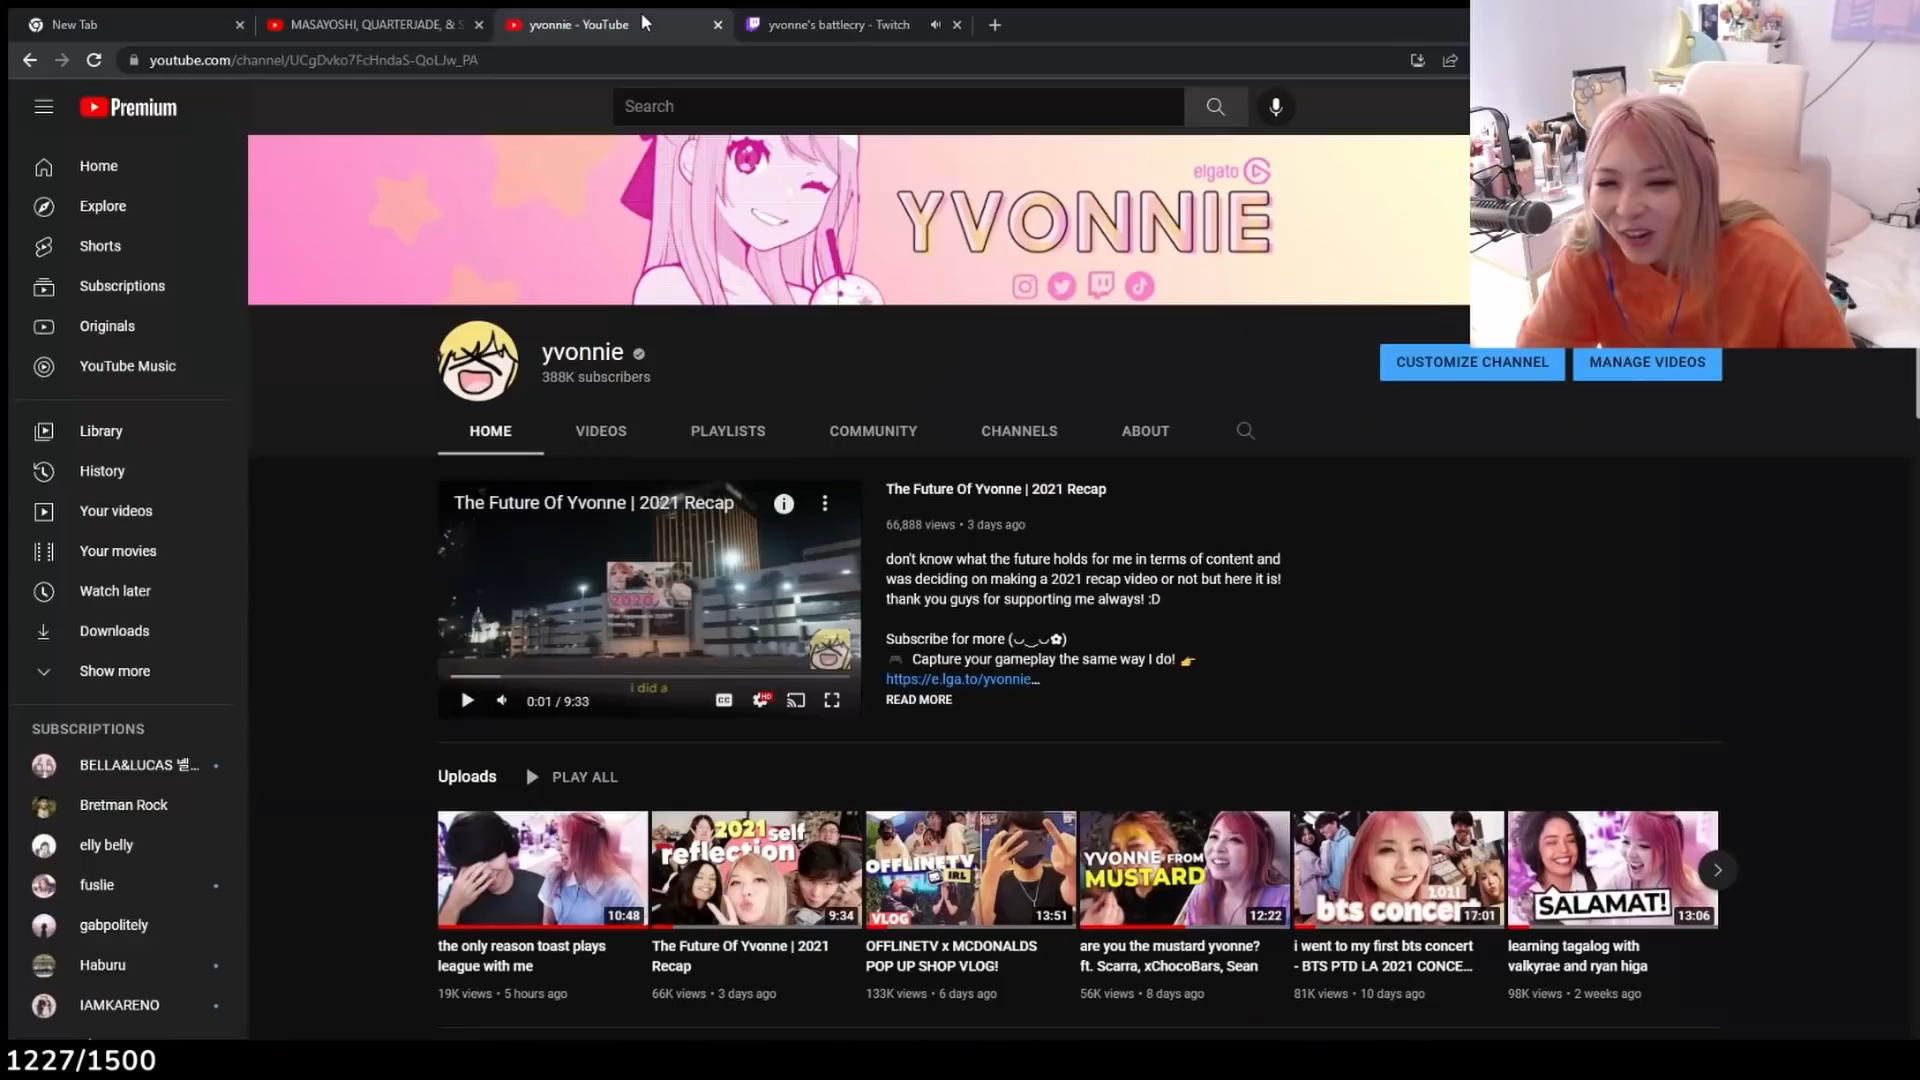 New Tab
MASAYOSHI, QUARTERJADE, & S
yvonnie - YouTube
yvonne's battlecry - Twitch
youtube.com/channel/UCgDvko7FcHndaS-QoLJw_PA
Premium
Search
Home
Explore
Shorts
Subscriptions
Originals
YouTube Music
Library
History
Your videos
Your movies
Watch later
Downloads
Show more
SUBSCRIPTIONS
BELLA&LUCAS 벨...
Bretman Rock
elly belly
fuslie
gabpolitely
Haburu
IAMKARENO
elgato
YVONNIE
yvonnie
388K subscribers
CUSTOMIZE CHANNEL
MANAGE VIDEOS
HOME
VIDEOS
PLAYLISTS
COMMUNITY
CHANNELS
ABOUT
The Future Of Yvonne | 2021 Recap
2020
i did a
0:01 / 9:33
CC
HD
The Future Of Yvonne | 2021 Recap
66,888 views • 3 days ago
don't know what the future holds for me in terms of content and
was deciding on making a 2021 recap video or not but here it is!
thank you guys for supporting me always! :D
Subscribe for more (◡‿◡✿)
🎮 Capture your gameplay the same way I do! 👉
https://e.lga.to/yvonnie...
READ MORE
Uploads
PLAY ALL
10:48
the only reason toast plays
league with me
19K views • 5 hours ago
2021 self
reflection
9:34
The Future Of Yvonne | 2021
Recap
66K views • 3 days ago
OFFLINETV
IRL
VLOG
13:51
OFFLINETV x MCDONALDS
POP UP SHOP VLOG!
133K views • 6 days ago
YVONNE FROM
MUSTARD
12:22
are you the mustard yvonne?
ft. Scarra, xChocoBars, Sean
56K views • 8 days ago
2021
bts concert
17:01
i went to my first bts concert
- BTS PTD LA 2021 CONCE...
81K views • 10 days ago
SALAMAT!
13:06
learning tagalog with
valkyrae and ryan higa
98K views • 2 weeks ago
1227/1500